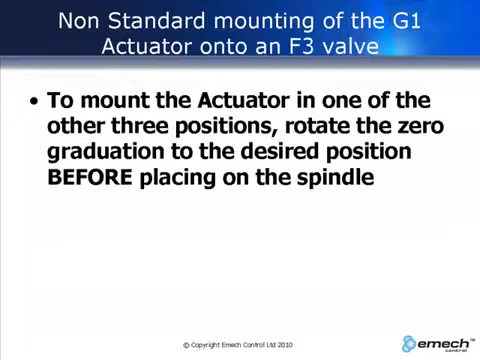 Non Standard mounting of the G1
Actuator onto an F3 valve
• To mount the Actuator in one of the
other three positions, rotate the zero
graduation to the desired position
BEFORE placing on the spindle
© Copyright Emech Control Ltd 2010
emech™
control